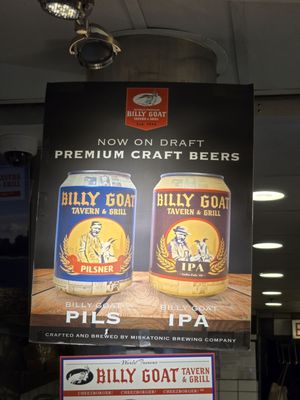 BILLY GOAT
TAVERN & GRILL
NOW ON DRAFT
PREMIUM CRAFT BEERS
BILLY GOAT
TAVERN & GRILL
PILSNER
BILLY GOAT
TAVERN & GRILL
IPA
BILLY GOAT
PILS
BILLY GOAT
IPA
CRAFTED AND BREWED BY MISKATONIC BREWING COMPANY
World Famous
BILLY GOAT TAVERN & GRILL
CHEEZBORGER! CHEEZBORGER! CHEEZBORGER!